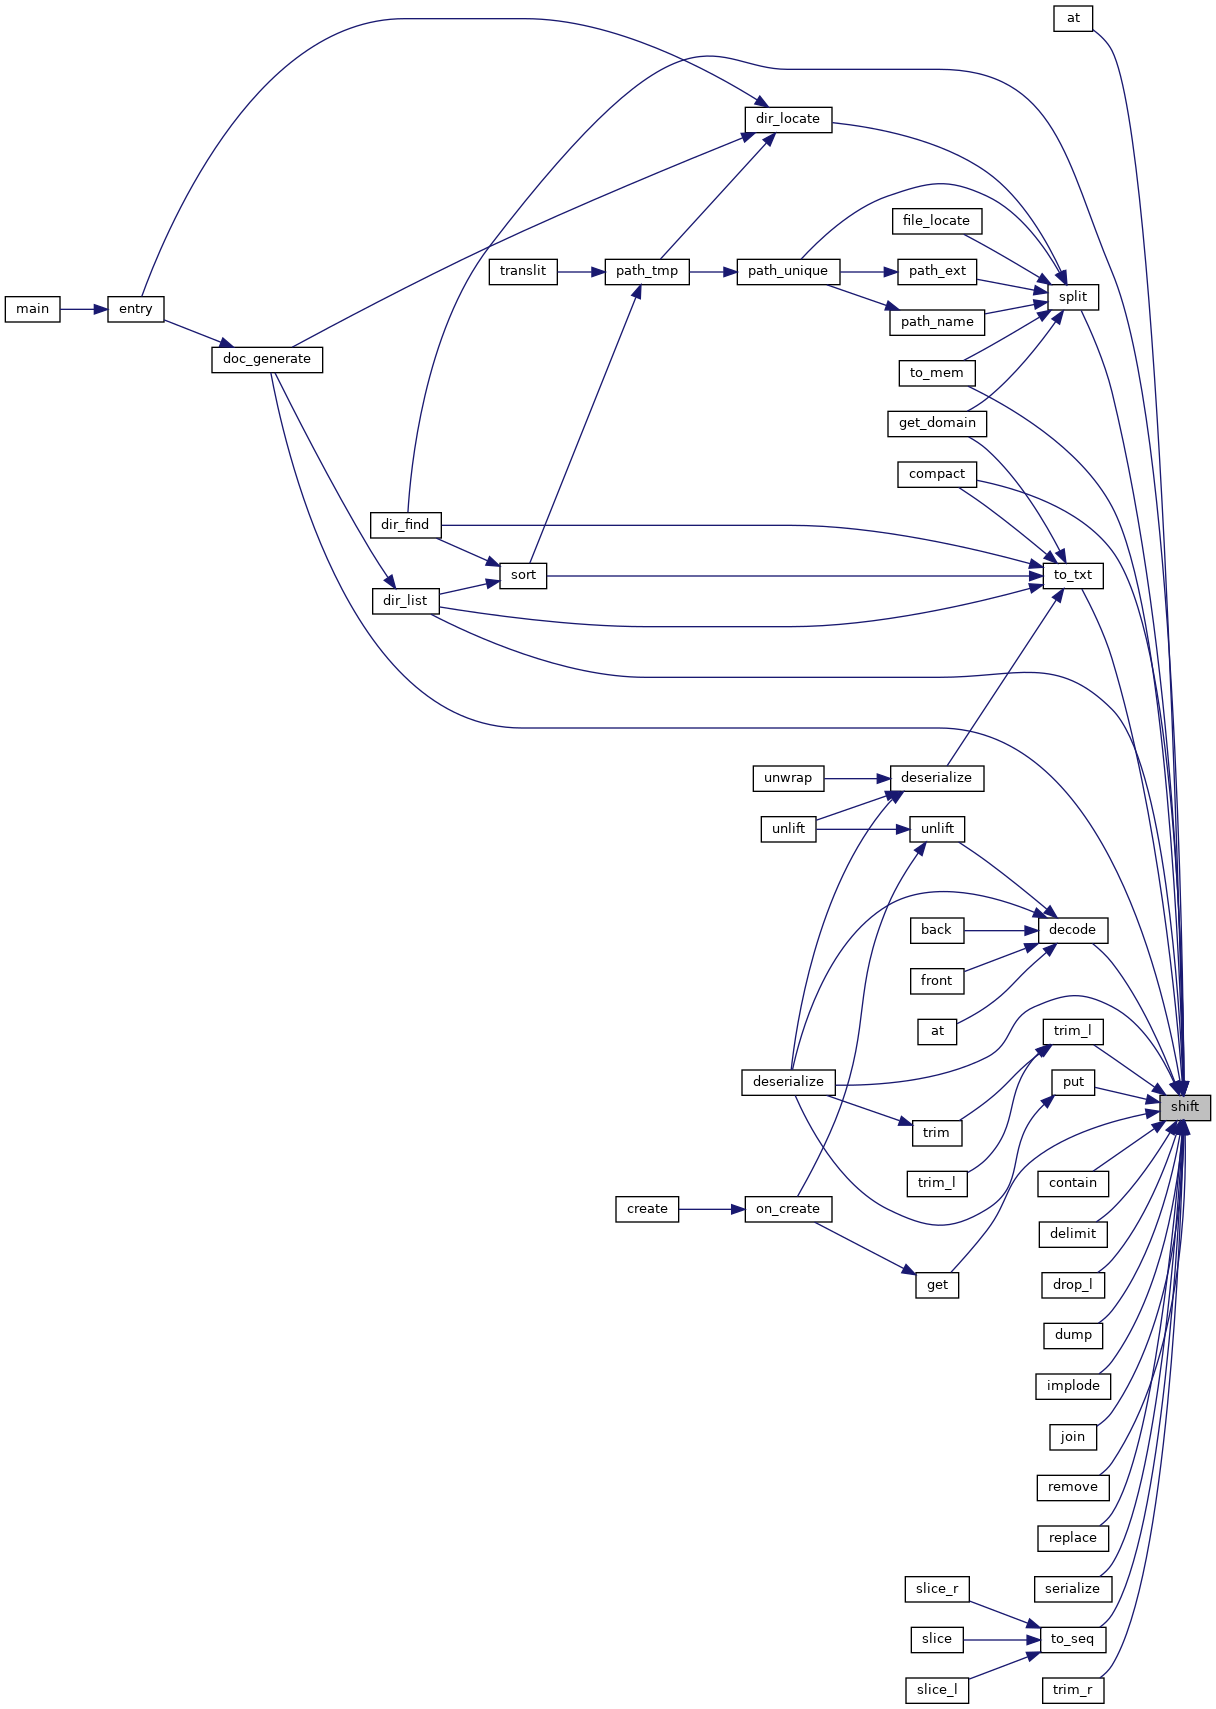 at
dir_locate
file_locate
translit
path_tmp
path_unique
path_ext
split
main
entry
path_name
doc_generate
to_mem
get_domain
compact
dir_find
sort
to_txt
dir_list
unwrap
deserialize
unlift
unlift
back
decode
front
at
trim_l
deserialize
put
shift
trim
trim_l
contain
create
on_create
delimit
get
drop_l
dump
implode
join
remove
replace
slice_r
serialize
slice
to_seq
slice_l
trim_r